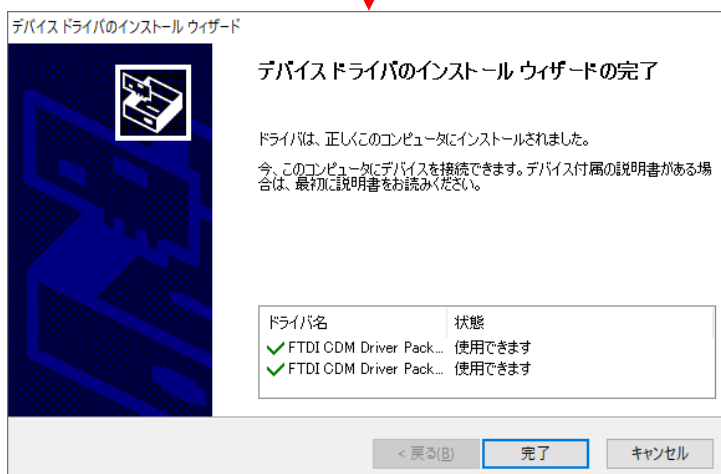 デバイス ドライバのインストール ウィザード
デバイス ドライバのインストール ウィザードの完了
ドライバは、正しくこのコンピュータにインストールされました。
今、このコンピュータにデバイスを接続できます。デバイス付属の説明書がある場
合は、最初に説明書をお読みください。
ドライバ名 状態
FTDI CDM Driver Pack... 使用できます
FTDI CDM Driver Pack... 使用できます
< 戻る(B) 完了 キャンセル